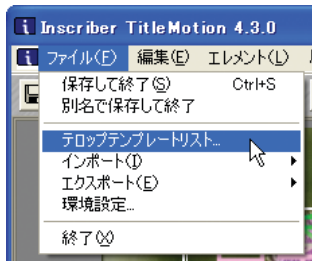 Inscriber TitleMotion 4.3.0
ファイル(F) 編集(E) エレメント(L)
保存して終了(S) Ctrl+S
別名で保存して終了
テロップテンプレートリスト...
インポート(I)
エクスポート(E)
環境設定...
終了(X)